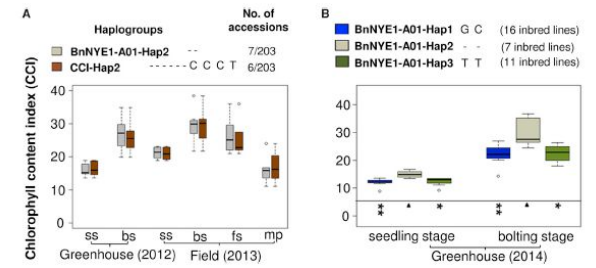 A
Haplogroups
No. of
accessions
BnNYE1-A01-Hap2 -- 7/203
CCI-Hap2 ------ C C C T 6/203
Chlorophyll content index (CCI)
40
30
20
10
0
ss bs ss bs fs mp
Greenhouse (2012) Field (2013)
B
BnNYE1-A01-Hap1 G C (16 inbred lines)
BnNYE1-A01-Hap2 - - (7 inbred lines)
BnNYE1-A01-Hap3 T T (11 inbred lines)
40
30
20
10
0
** ▲ * ** ▲ *
seedling stage bolting stage
Greenhouse (2014)